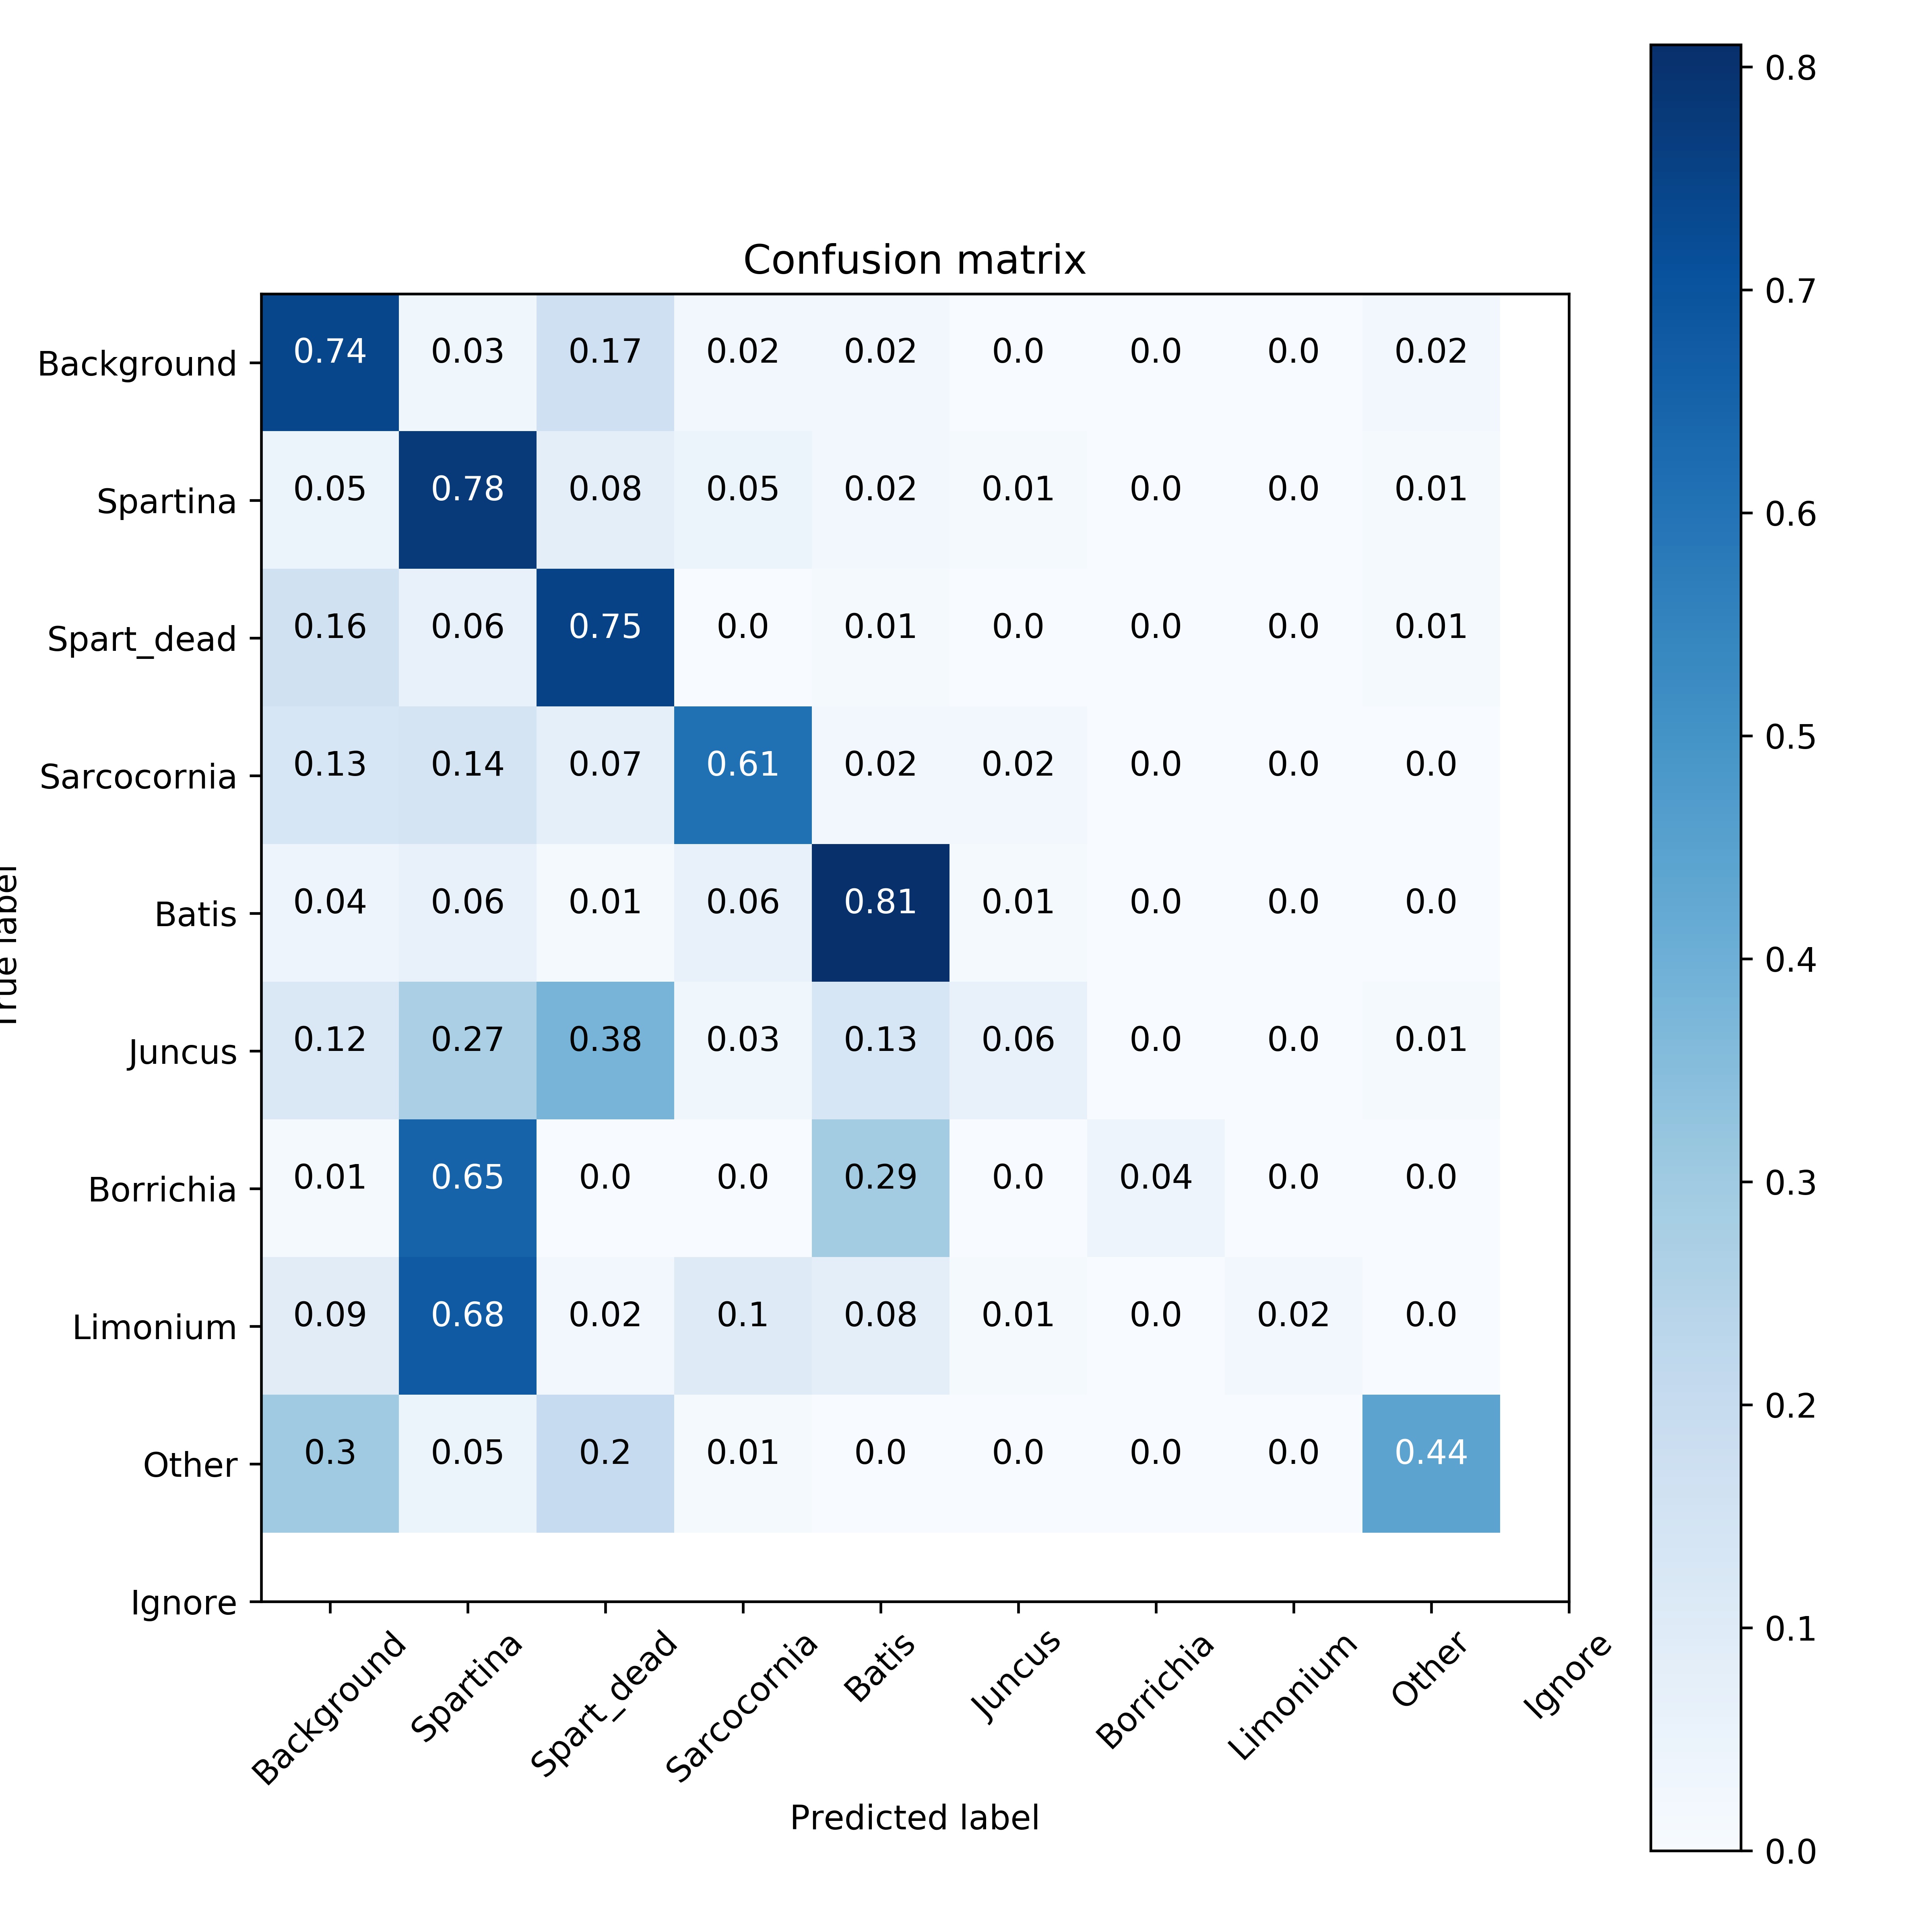 Confusion matrix
Background 0.74 0.03 0.17 0.02 0.02 0.0 0.0 0.0 0.02
Spartina 0.05 0.78 0.08 0.05 0.02 0.01 0.0 0.0 0.01
Spart_dead 0.16 0.06 0.75 0.0 0.01 0.0 0.0 0.0 0.01
Sarcocornia 0.13 0.14 0.07 0.61 0.02 0.02 0.0 0.0 0.0
Batis 0.04 0.06 0.01 0.06 0.81 0.01 0.0 0.0 0.0
Juncus 0.12 0.27 0.38 0.03 0.13 0.06 0.0 0.0 0.01
Borrichia 0.01 0.65 0.0 0.0 0.29 0.0 0.04 0.0 0.0
Limonium 0.09 0.68 0.02 0.1 0.08 0.01 0.0 0.02 0.0
Other 0.3 0.05 0.2 0.01 0.0 0.0 0.0 0.0 0.44
Ignore
True label
Background Spartina Spart_dead Sarcocornia Batis Juncus Borrichia Limonium Other Ignore
Predicted label
0.8
0.7
0.6
0.5
0.4
0.3
0.2
0.1
0.0